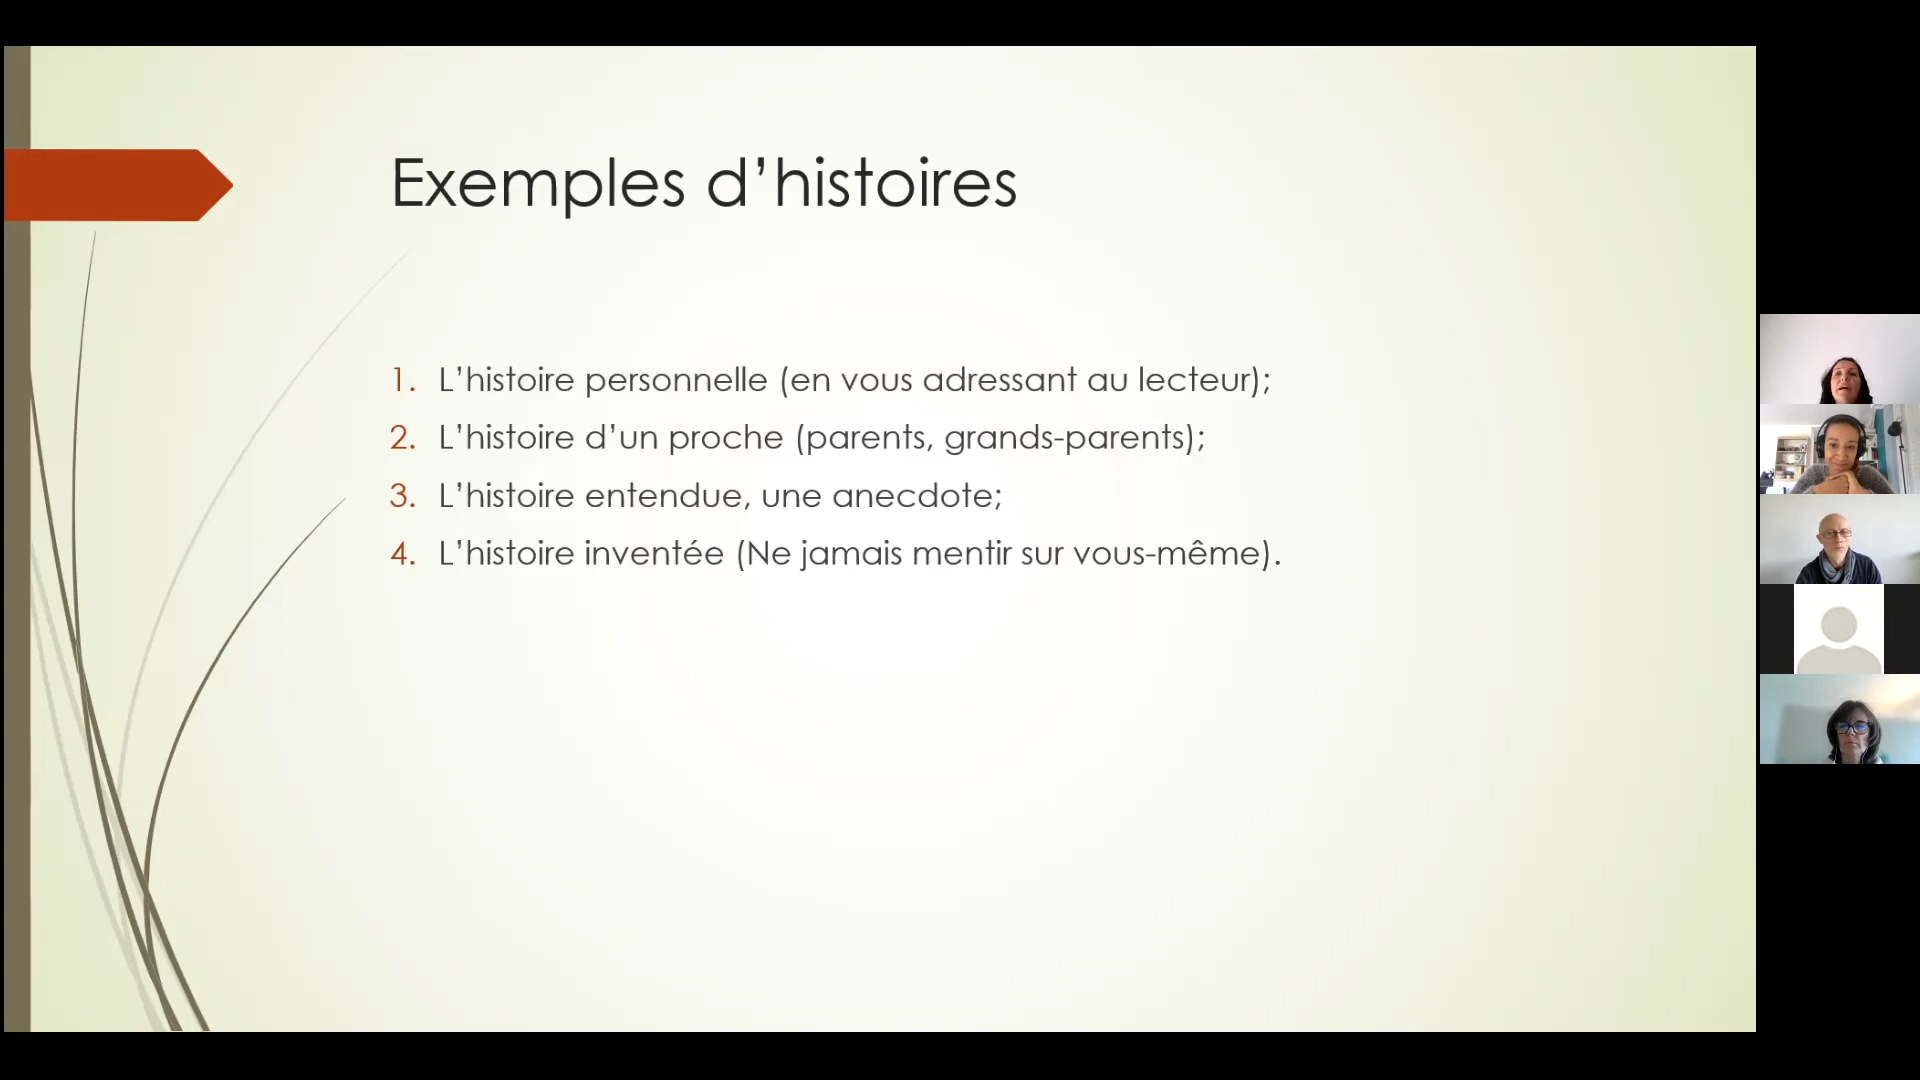 Exemples d’histoires
1. L’histoire personnelle (en vous adressant au lecteur);
2. L’histoire d’un proche (parents, grands-parents);
3. L’histoire entendue, une anecdote;
4. L’histoire inventée (Ne jamais mentir sur vous-même).